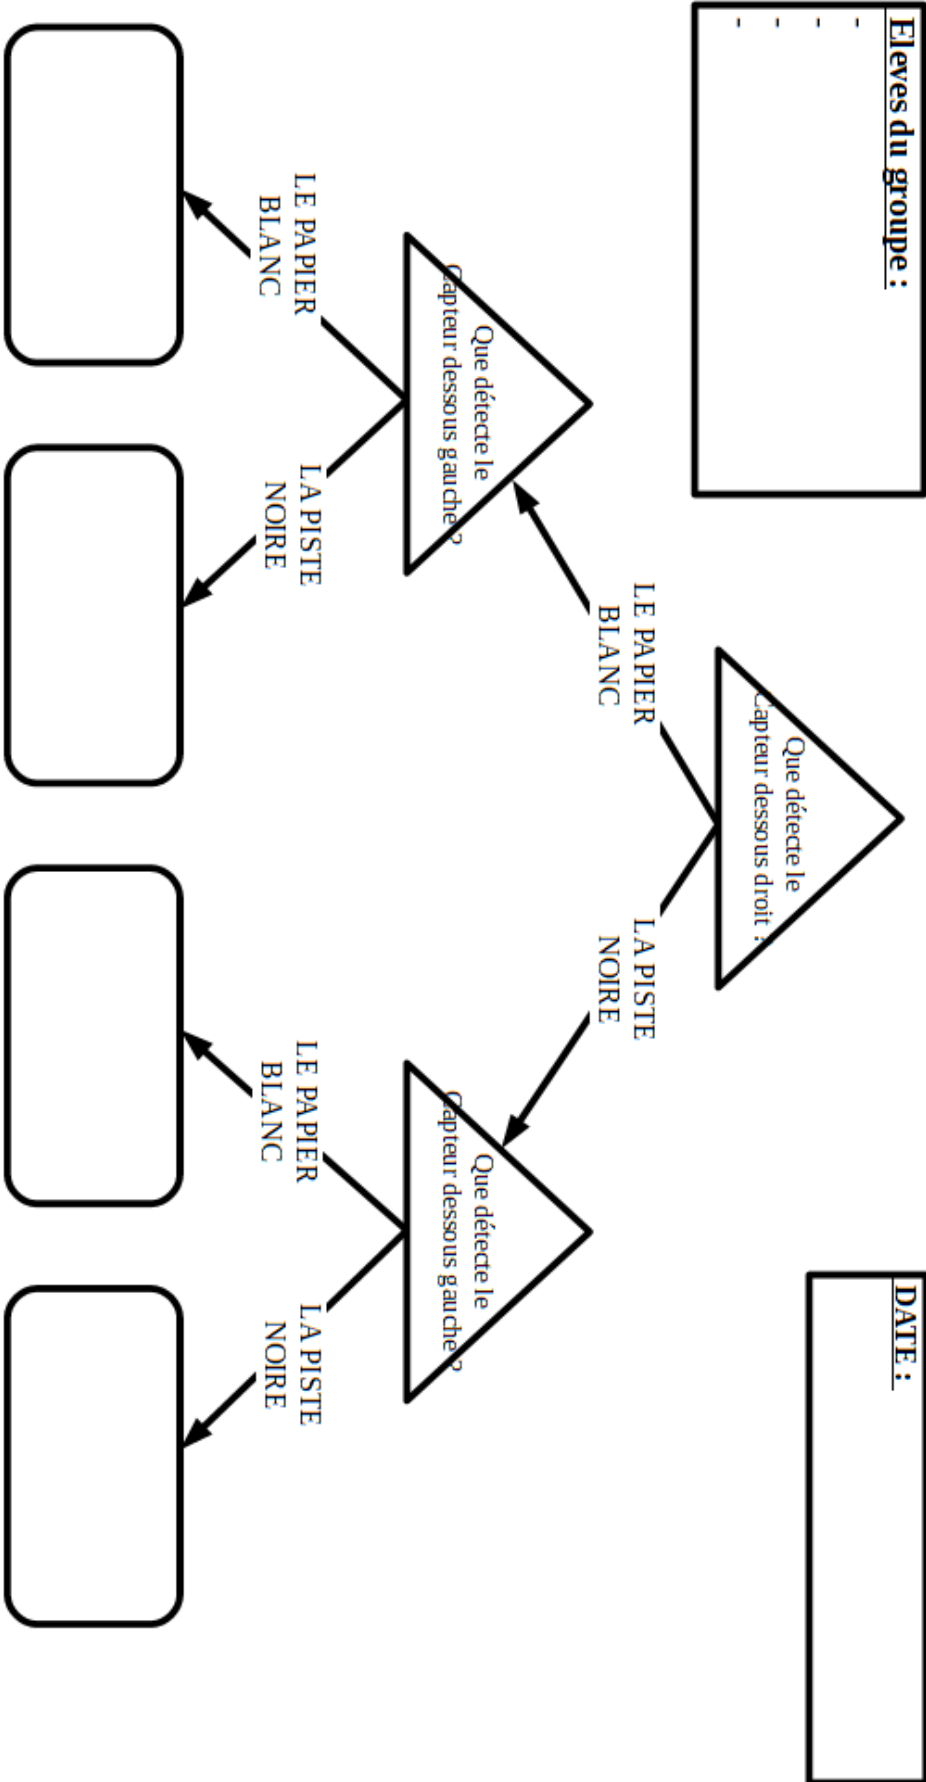 Eleves du groupe :
-
-
-
-
DATE :
Que détecte le
Capteur dessous droit ?
LE PAPIER
BLANC
LA PISTE
NOIRE
Que détecte le
Capteur dessous gauche ?
Que détecte le
Capteur dessous gauche ?
LE PAPIER
BLANC
LA PISTE
NOIRE
LE PAPIER
BLANC
LA PISTE
NOIRE